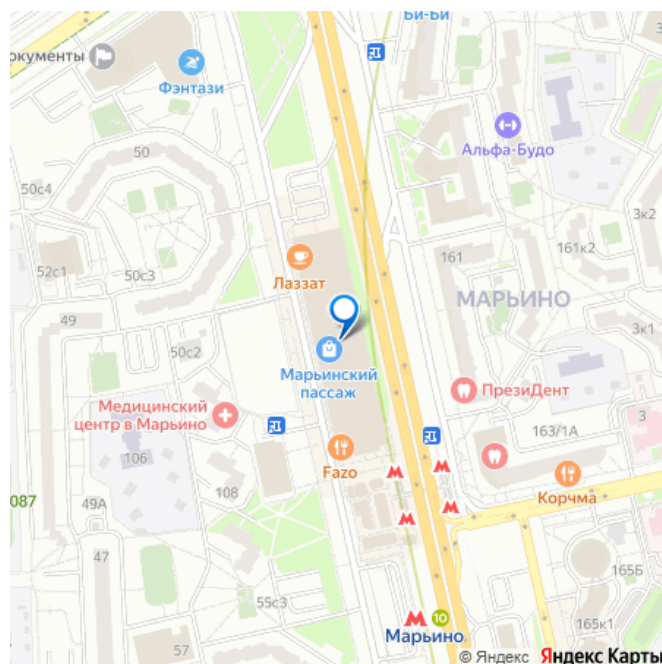 Би-Би
окументы
Фэнтази
Альфа-Будо
50
50с4
3к2
161к2
52с1
50с3
161
Лаззат
МАРЬИНО
49
3к1
50с2
Марьинский
пассаж
ПрезиДент
Медицинский
центр в Марьино
3
163/1А
106
Fazo
Корчма
087
49А
108
47
165Б
55с3
М 10
165к1
57
Марьино
© Яндекс Яндекс Карты